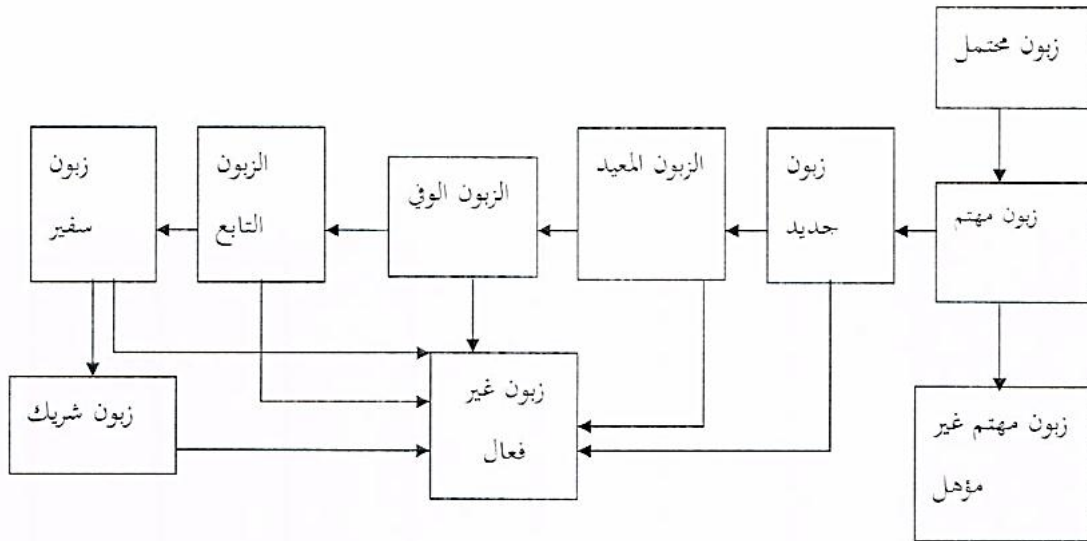 زبون محتمل
زبون مهتم
زبون
جديد
الزبون المعيد
الزبون الوفي
الزبون
التابع
زبون
سفير
زبون شريك
زبون غير
فعال
زبون مهتم غير
مؤهل